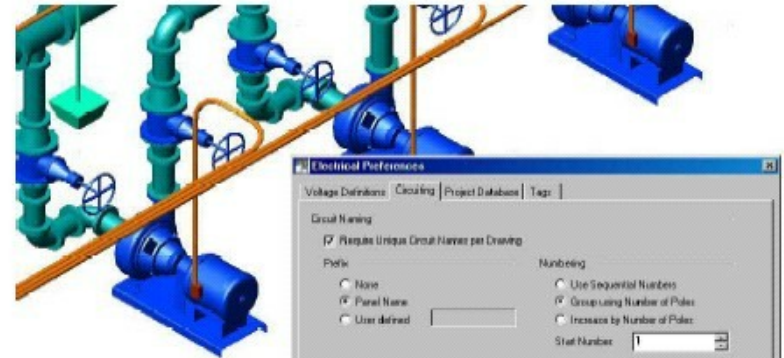 Electrical Preferences
Voltage Definitions Circuiting Project Database Tags
Circuit Naming
Require Unique Circuit Names per Drawing
Prefix Numbering
None Use Sequential Numbers
Panel Name Group using Number of Poles
User defined Increase by Number of Poles
Start Number: 1